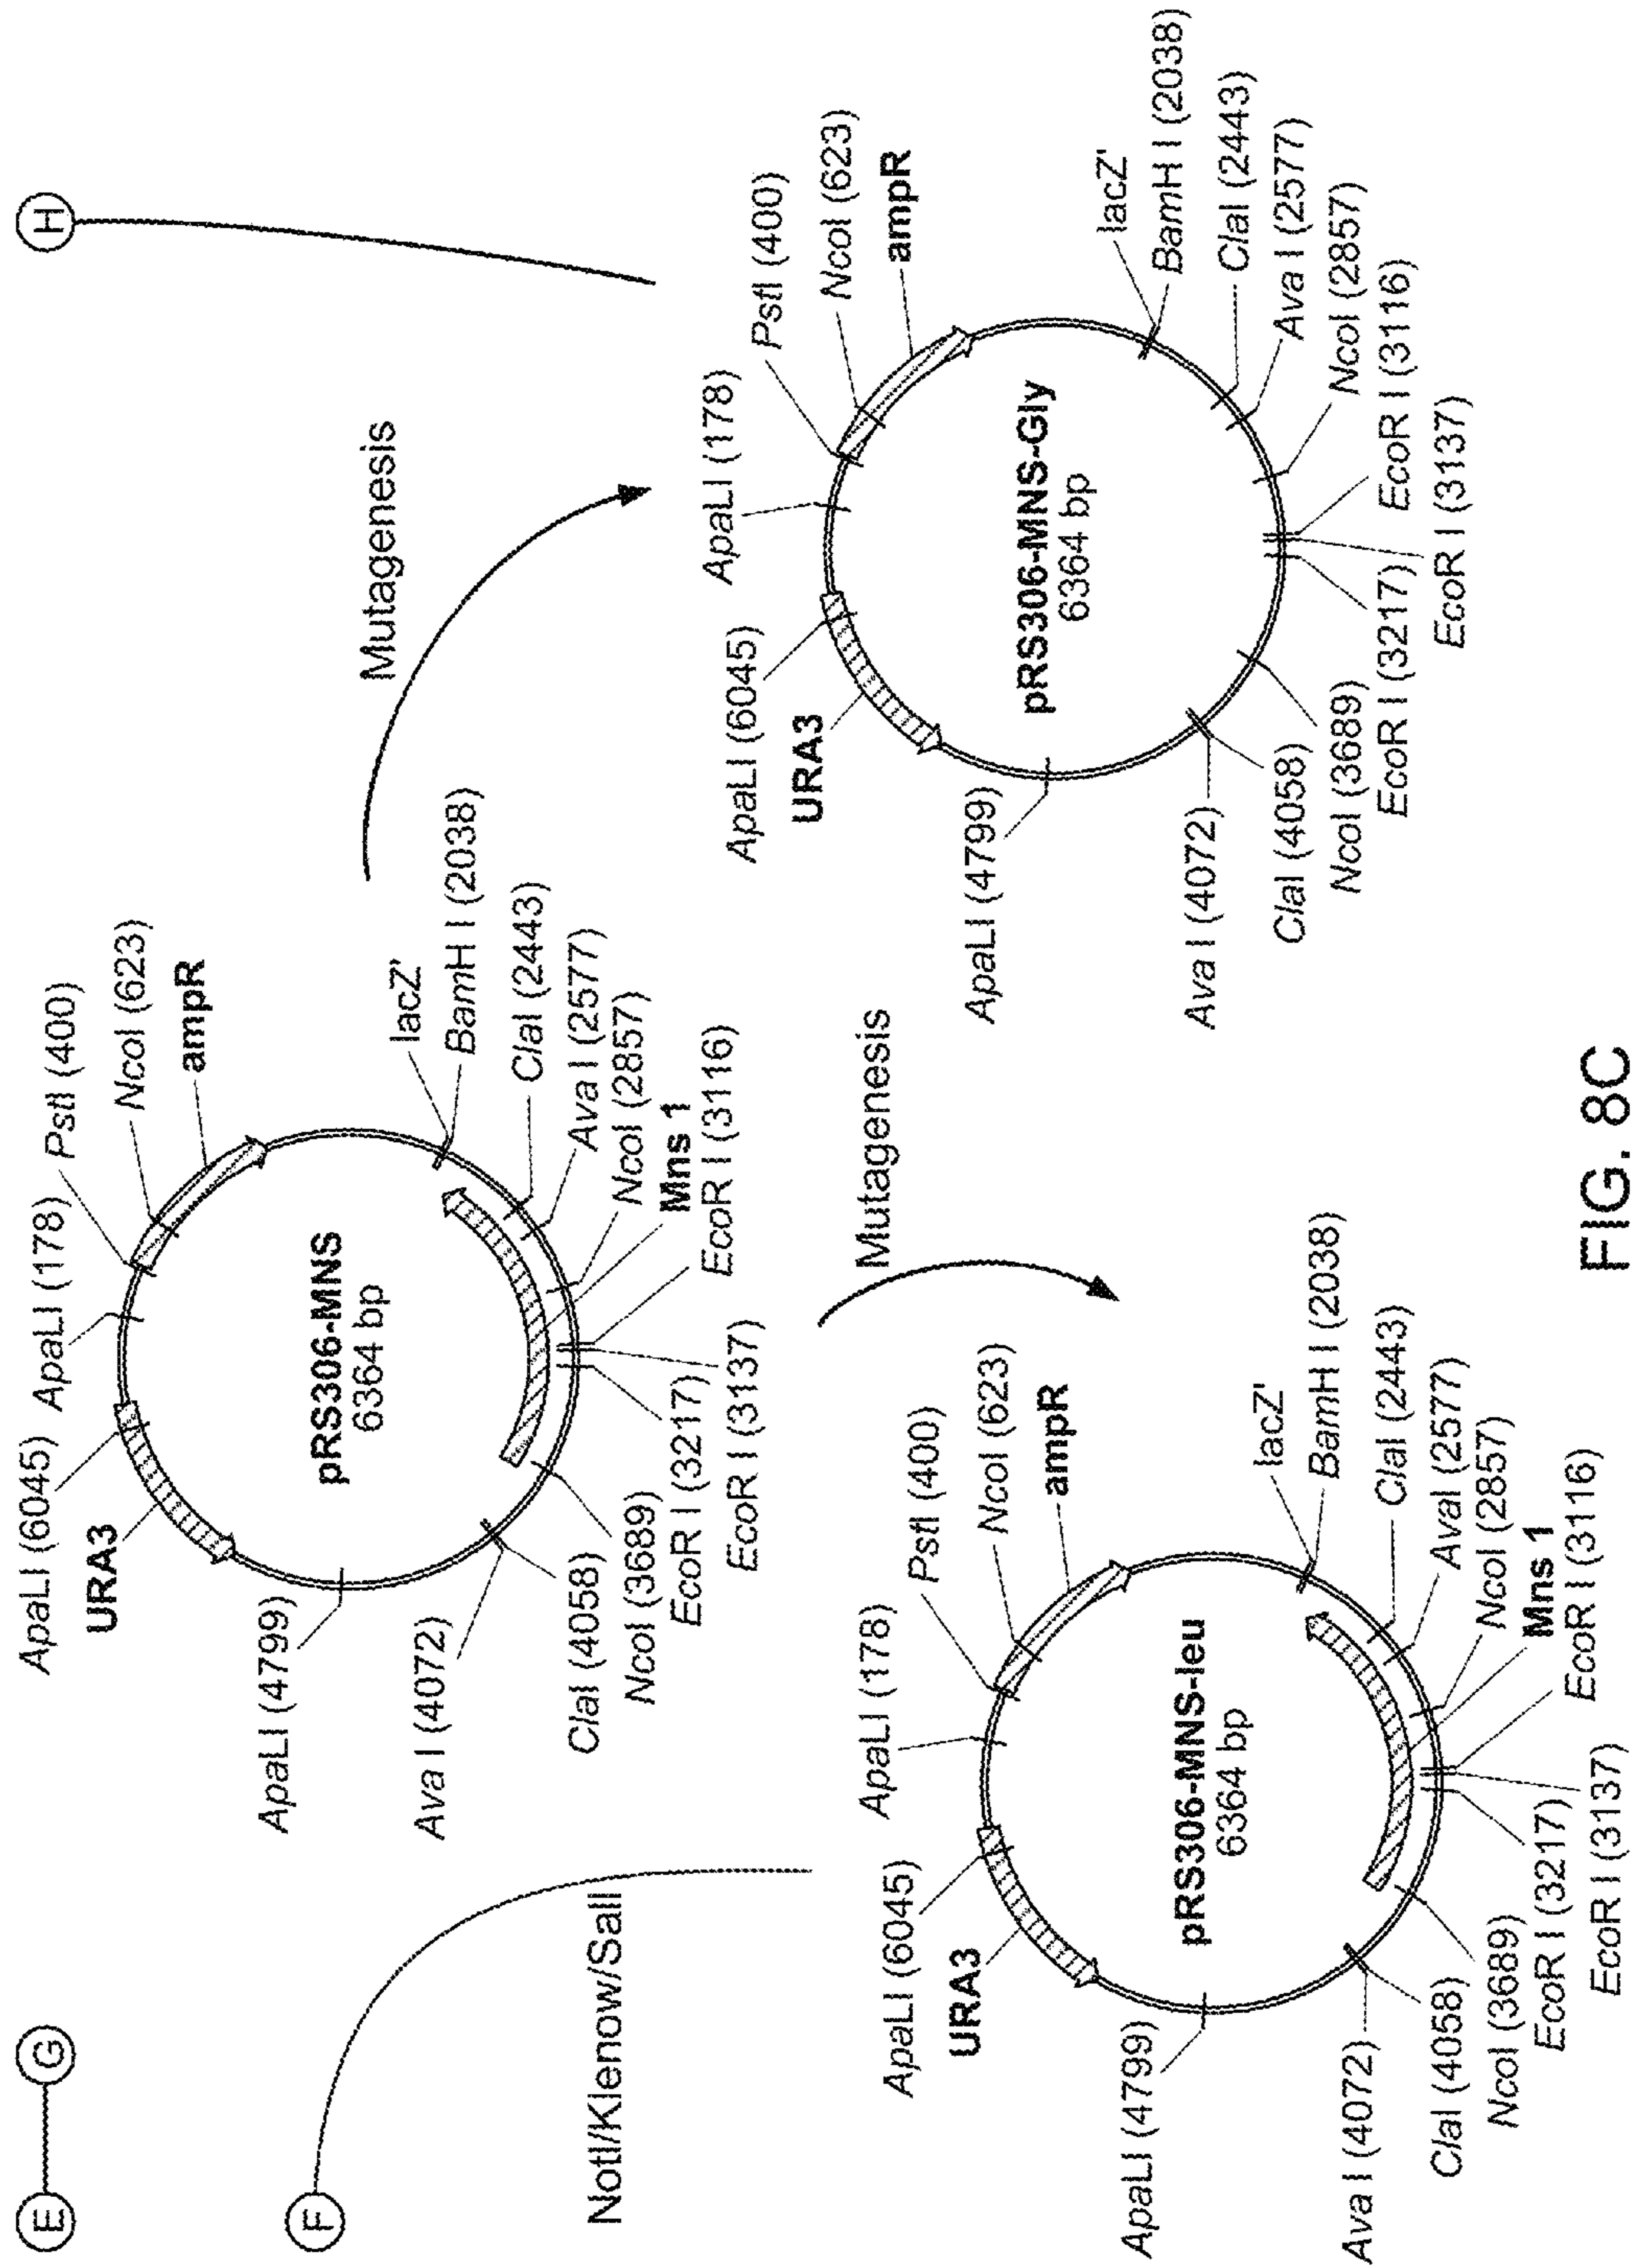 E
G
F
H
NotI/Klenow/SalI
Mutagenesis
Mutagenesis
ApaLI (6045)
ApaLI (178)
PstI (400)
NcoI (623)
ampR
URA3
pRS306-MNS
6364 bp
lacZ'
BamH I (2038)
ClaI (2443)
Ava I (2577)
NcoI (2857)
Mns 1
EcoR I (3116)
EcoR I (3137)
EcoR I (3217)
NcoI (3689)
ClaI (4058)
Ava I (4072)
ApaLI (4799)
ApaLI (6045)
ApaLI (178)
PstI (400)
NcoI (623)
ampR
URA3
pRS306-MNS-leu
6364 bp
lacZ'
BamH I (2038)
ClaI (2443)
AvaI (2577)
NcoI (2857)
Mns 1
EcoR I (3116)
EcoR I (3137)
EcoR I (3217)
NcoI (3689)
ClaI (4058)
Ava I (4072)
ApaLI (4799)
ApaLI (6045)
ApaLI (178)
PstI (400)
NcoI (623)
ampR
URA3
pRS306-MNS-Gly
6364 bp
lacZ'
BamH I (2038)
ClaI (2443)
Ava I (2577)
NcoI (2857)
EcoR I (3116)
EcoR I (3137)
EcoR I (3217)
NcoI (3689)
ClaI (4058)
Ava I (4072)
ApaLI (4799)
FIG. 8C